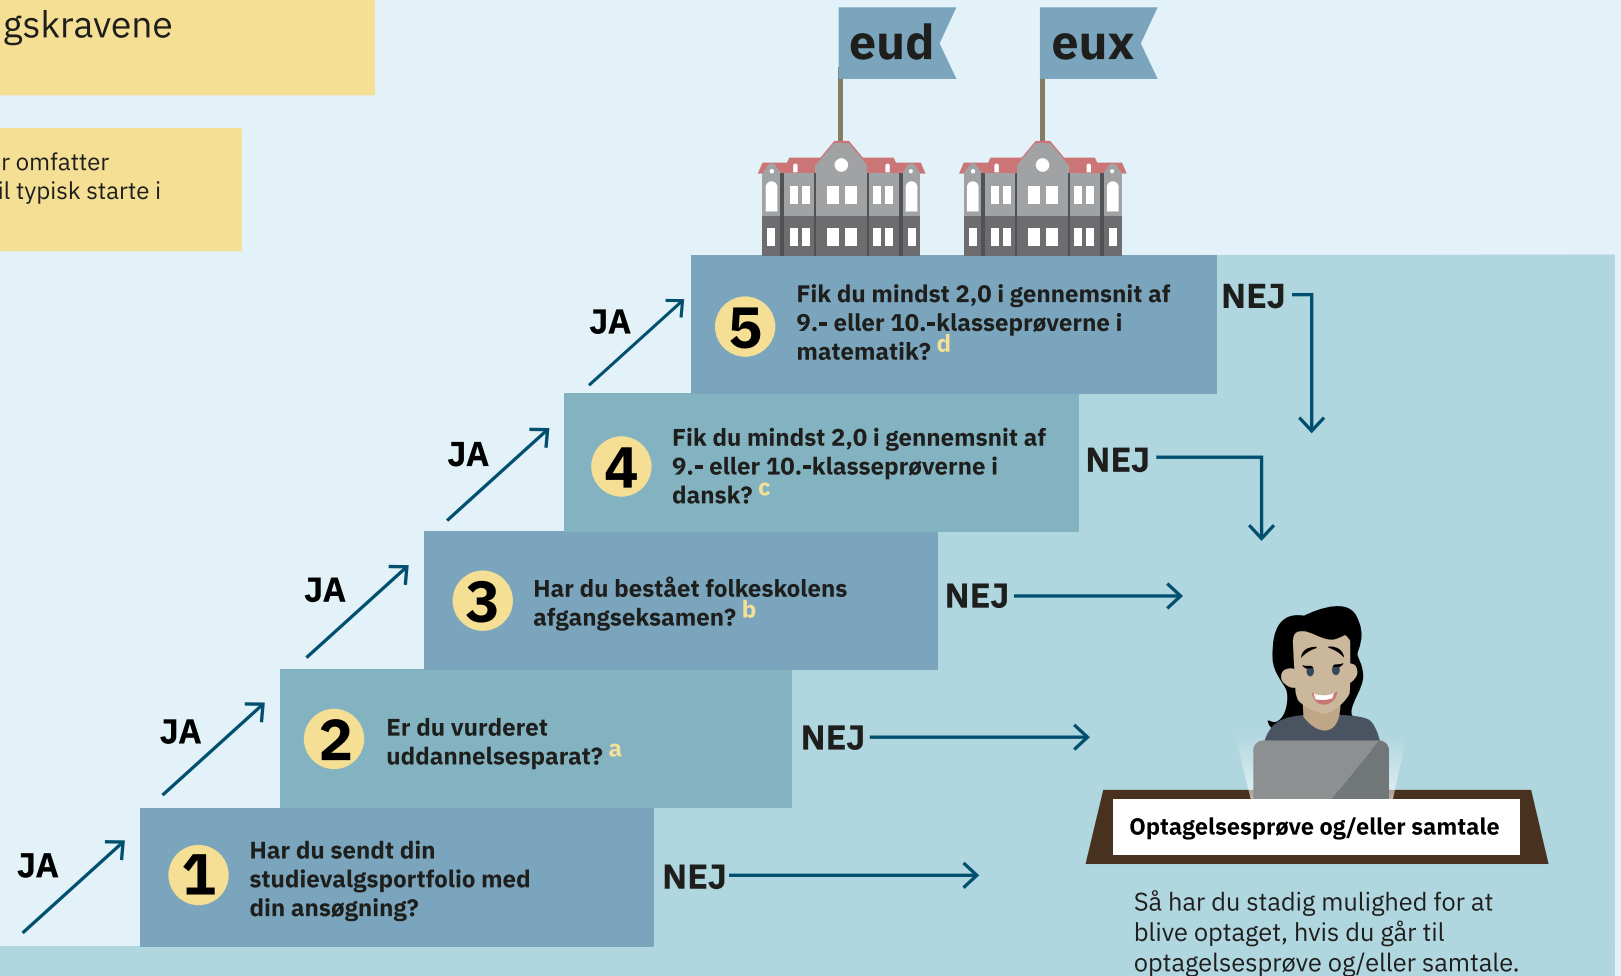 gskravene
r omfatter
il typisk starte i
eud
eux
JA
5
Fik du mindst 2,0 i gennemsnit af
9.- eller 10.-klasseprøverne i
matematik? d
NEJ
JA
4
Fik du mindst 2,0 i gennemsnit af
9.- eller 10.-klasseprøverne i
dansk? c
NEJ
JA
3
Har du bestået folkeskolens
afgangseksamen? b
NEJ
JA
2
Er du vurderet
uddannelsesparat? a
NEJ
JA
1
Har du sendt din
studievalgsportfolio med
din ansøgning?
NEJ
Optagelsesprøve og/eller samtale
Så har du stadig mulighed for at
blive optaget, hvis du går til
optagelsesprøve og/eller samtale.